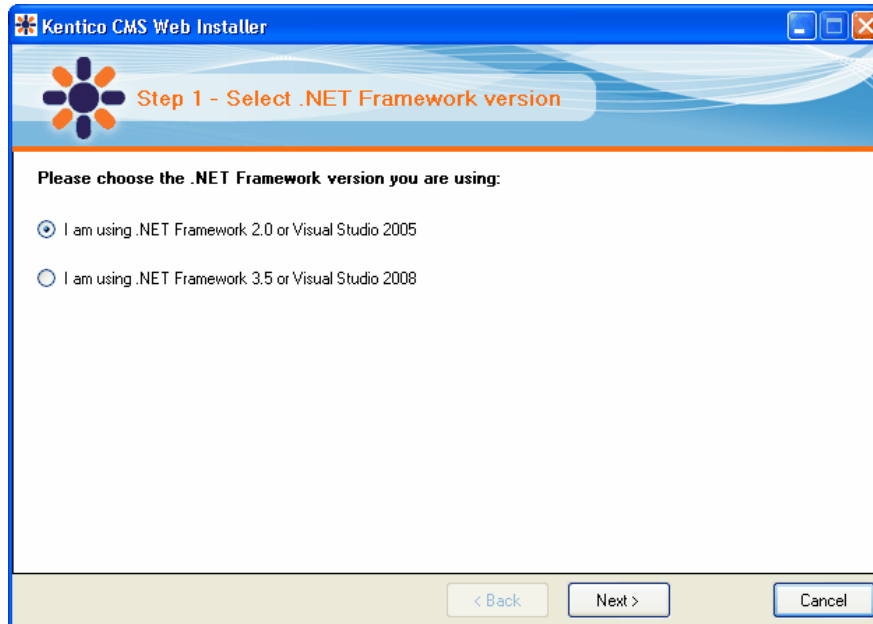 Kentico CMS Web Installer
Step 1 - Select .NET Framework version
Please choose the .NET Framework version you are using:
I am using .NET Framework 2.0 or Visual Studio 2005
I am using .NET Framework 3.5 or Visual Studio 2008
< Back Next > Cancel